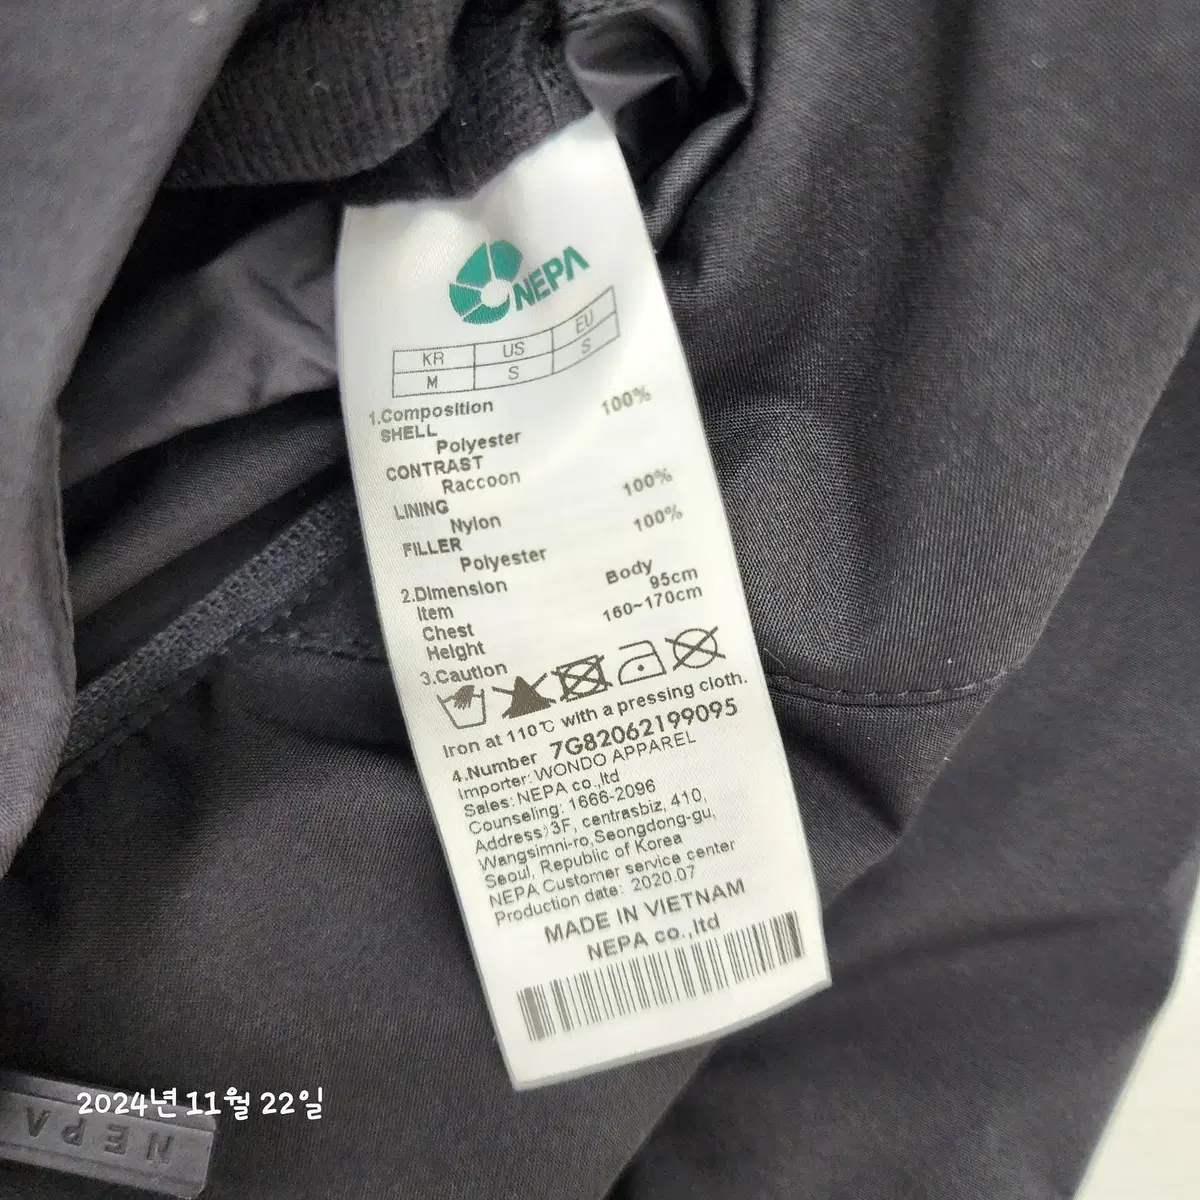 NEPA
KR US EU
M S S
1.Composition
SHELL 100%
Polyester
CONTRAST
Raccoon
LINING 100%
Nylon
FILLER 100%
Polyester
2.Dimension
Item Body
Chest 95cm
Height 160~170cm
3.Caution
Iron at 110℃ with a pressing cloth.
4.Number 7G82062199095
Importer: WONDO APPAREL
Sales: NEPA co.,ltd
Counseling: 1666-2096
Address: 3F, centrasbiz, 410,
Wangsimni-ro,Seongdong-gu,
Seoul, Republic of Korea
NEPA Customer service center
Production date: 2020.07
MADE IN VIETNAM
NEPA co.,ltd
2024년 11월 22일
NEPA